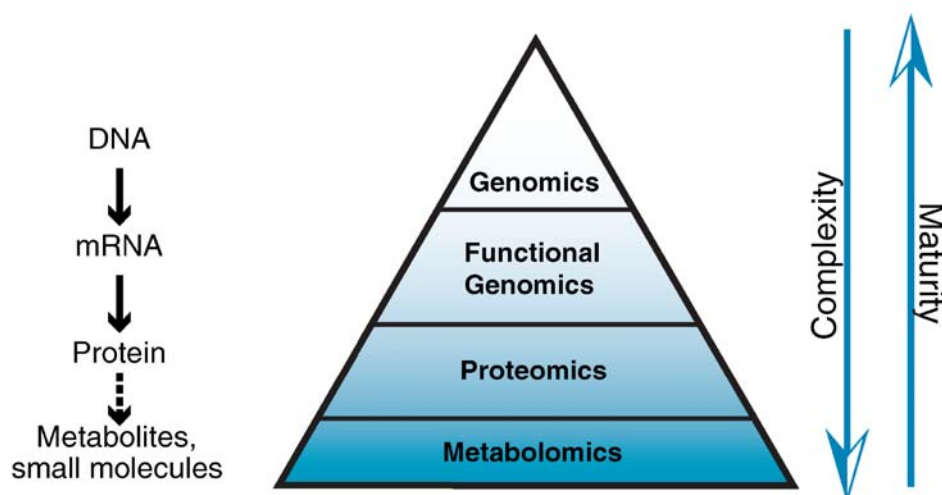 DNA
mRNA
Protein
Metabolites,
small molecules
Genomics
Functional
Genomics
Proteomics
Metabolomics
Complexity
Maturity